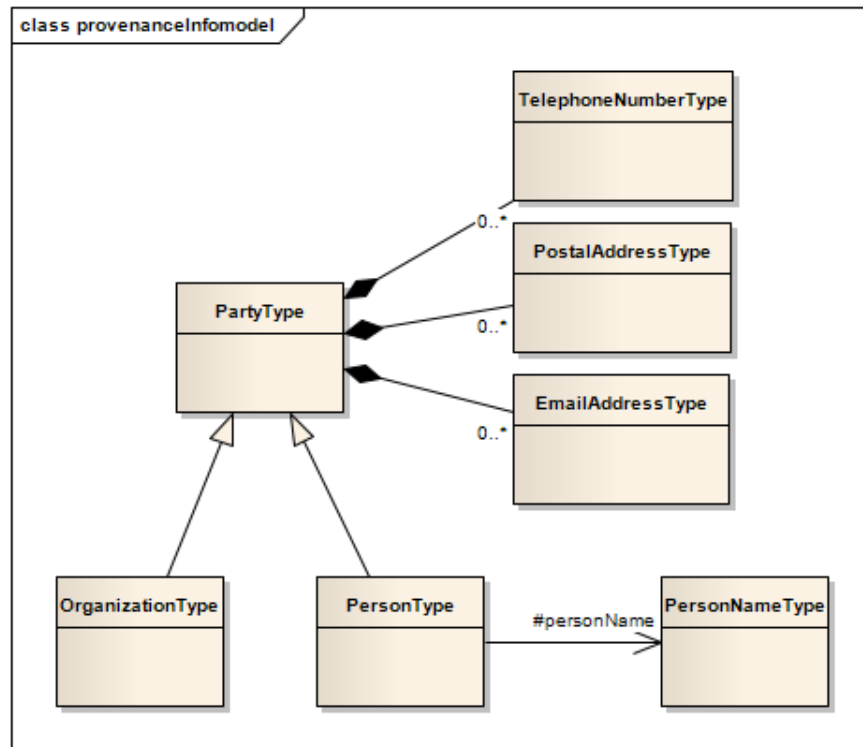 class provenanceInfomodel
TelephoneNumberType
0..*
PostalAddressType
PartyType
0..*
EmailAddressType
0..*
OrganizationType
PersonType
PersonNameType
#personName